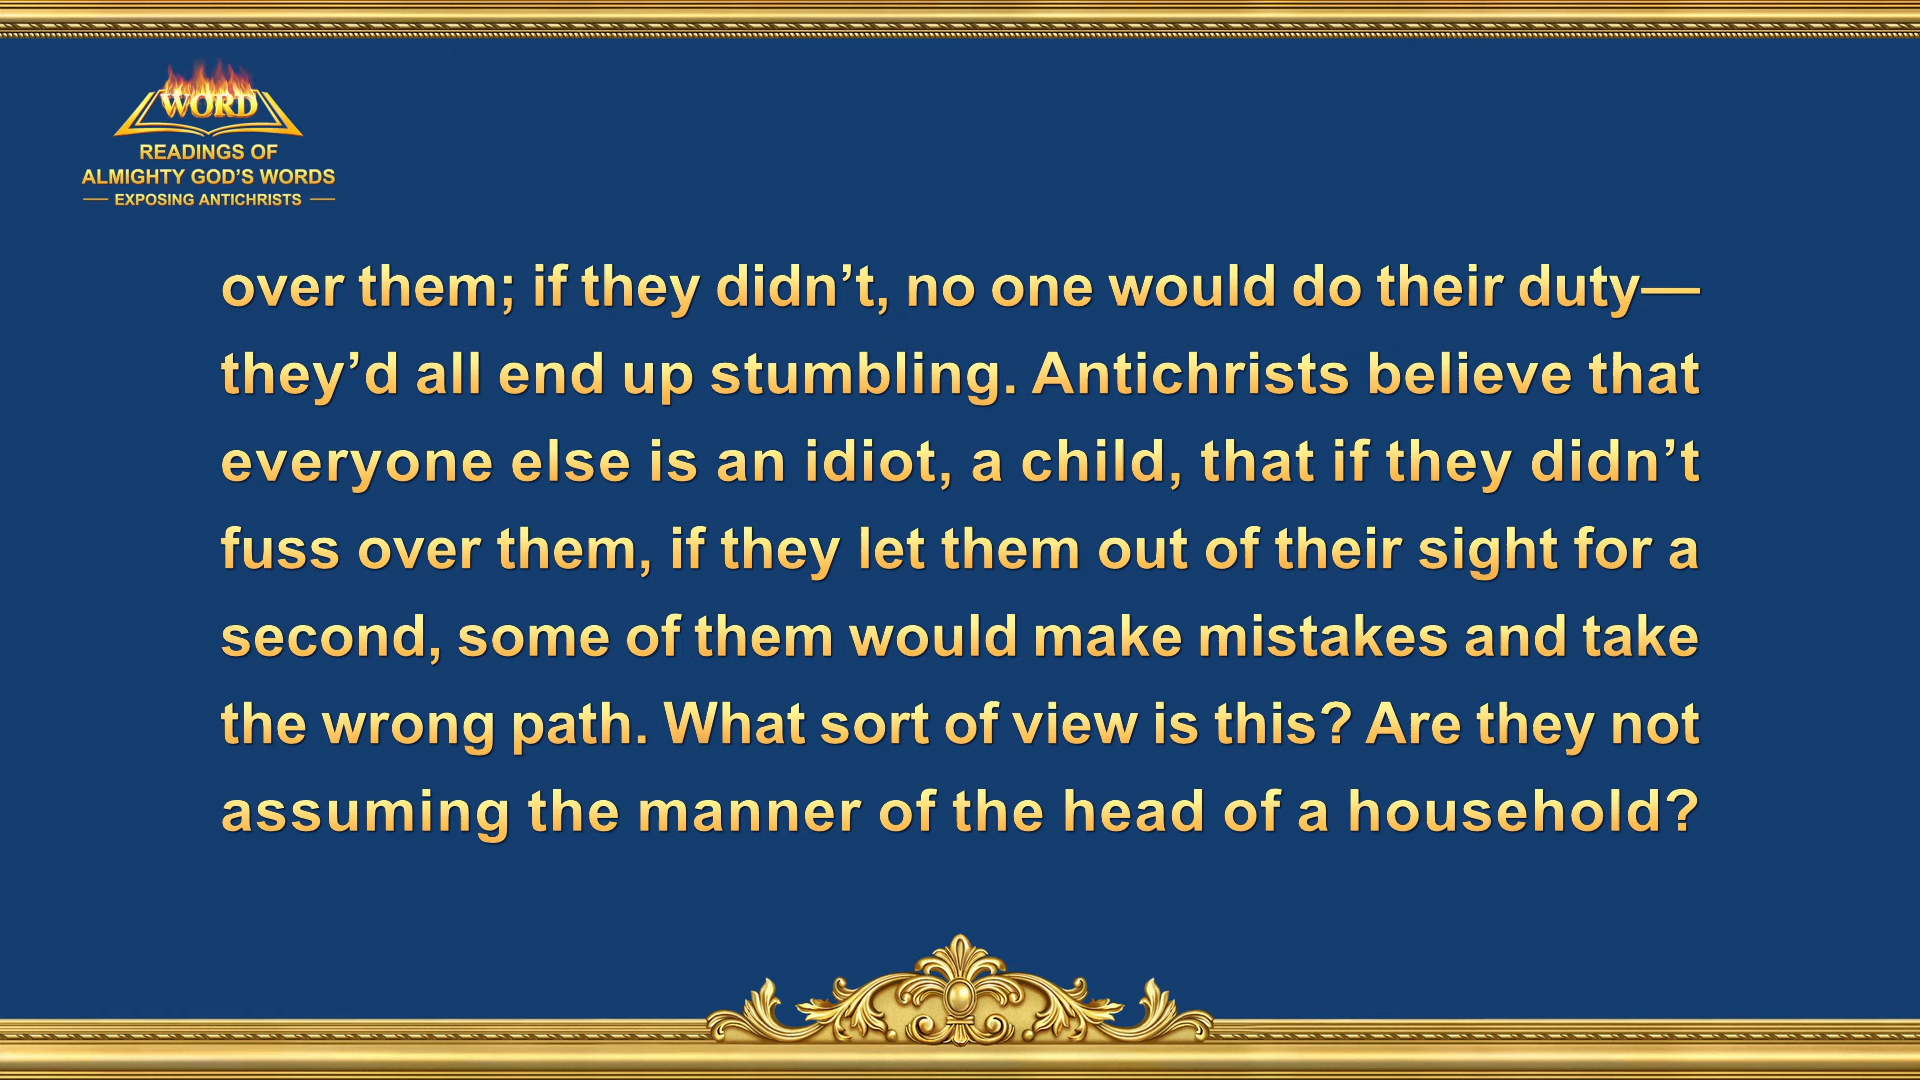 WORD
READINGS OF
ALMIGHTY GOD’S WORDS
EXPOSING ANTICHRISTS
over them; if they didn’t, no one would do their duty—
they’d all end up stumbling. Antichrists believe that
everyone else is an idiot, a child, that if they didn’t
fuss over them, if they let them out of their sight for a
second, some of them would make mistakes and take
the wrong path. What sort of view is this? Are they not
assuming the manner of the head of a household?